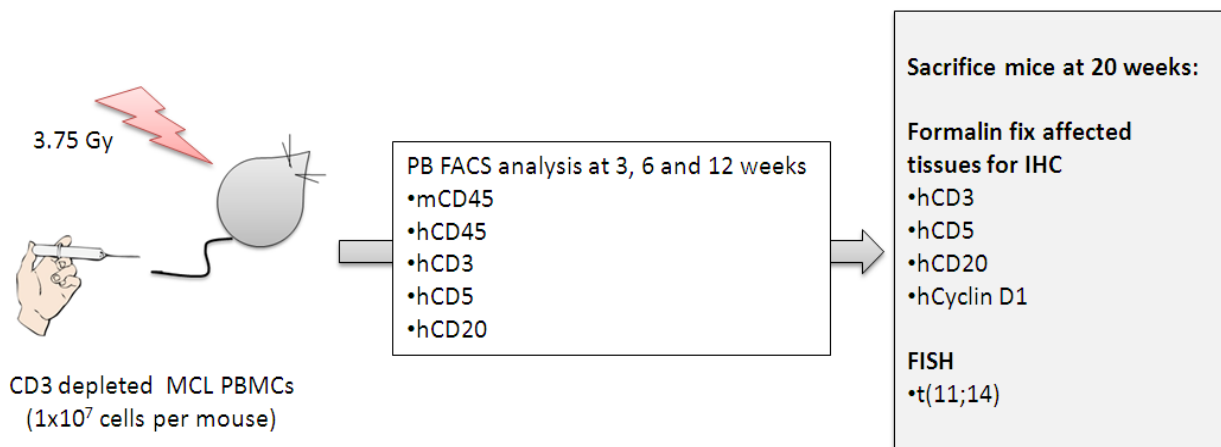 3.75 Gy
CD3 depleted MCL PBMCs
(1x10⁷ cells per mouse)
PB FACS analysis at 3, 6 and 12 weeks
•mCD45
•hCD45
•hCD3
•hCD5
•hCD20
Sacrifice mice at 20 weeks:
Formalin fix affected
tissues for IHC
•hCD3
•hCD5
•hCD20
•hCyclin D1
FISH
•t(11;14)